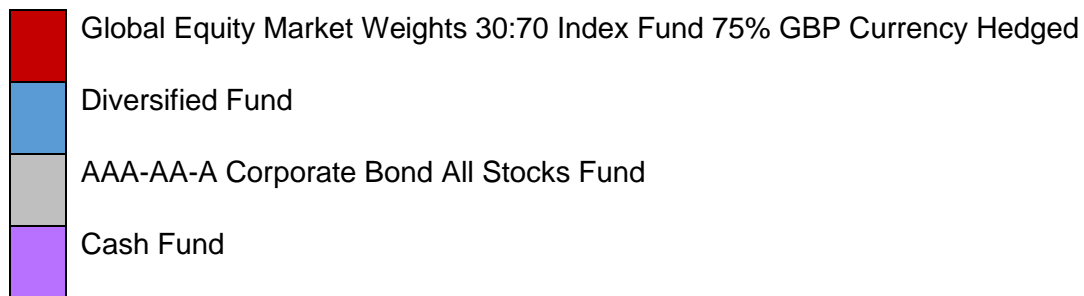 Global Equity Market Weights 30:70 Index Fund 75% GBP Currency Hedged
Diversified Fund
AAA-AA-A Corporate Bond All Stocks Fund
Cash Fund